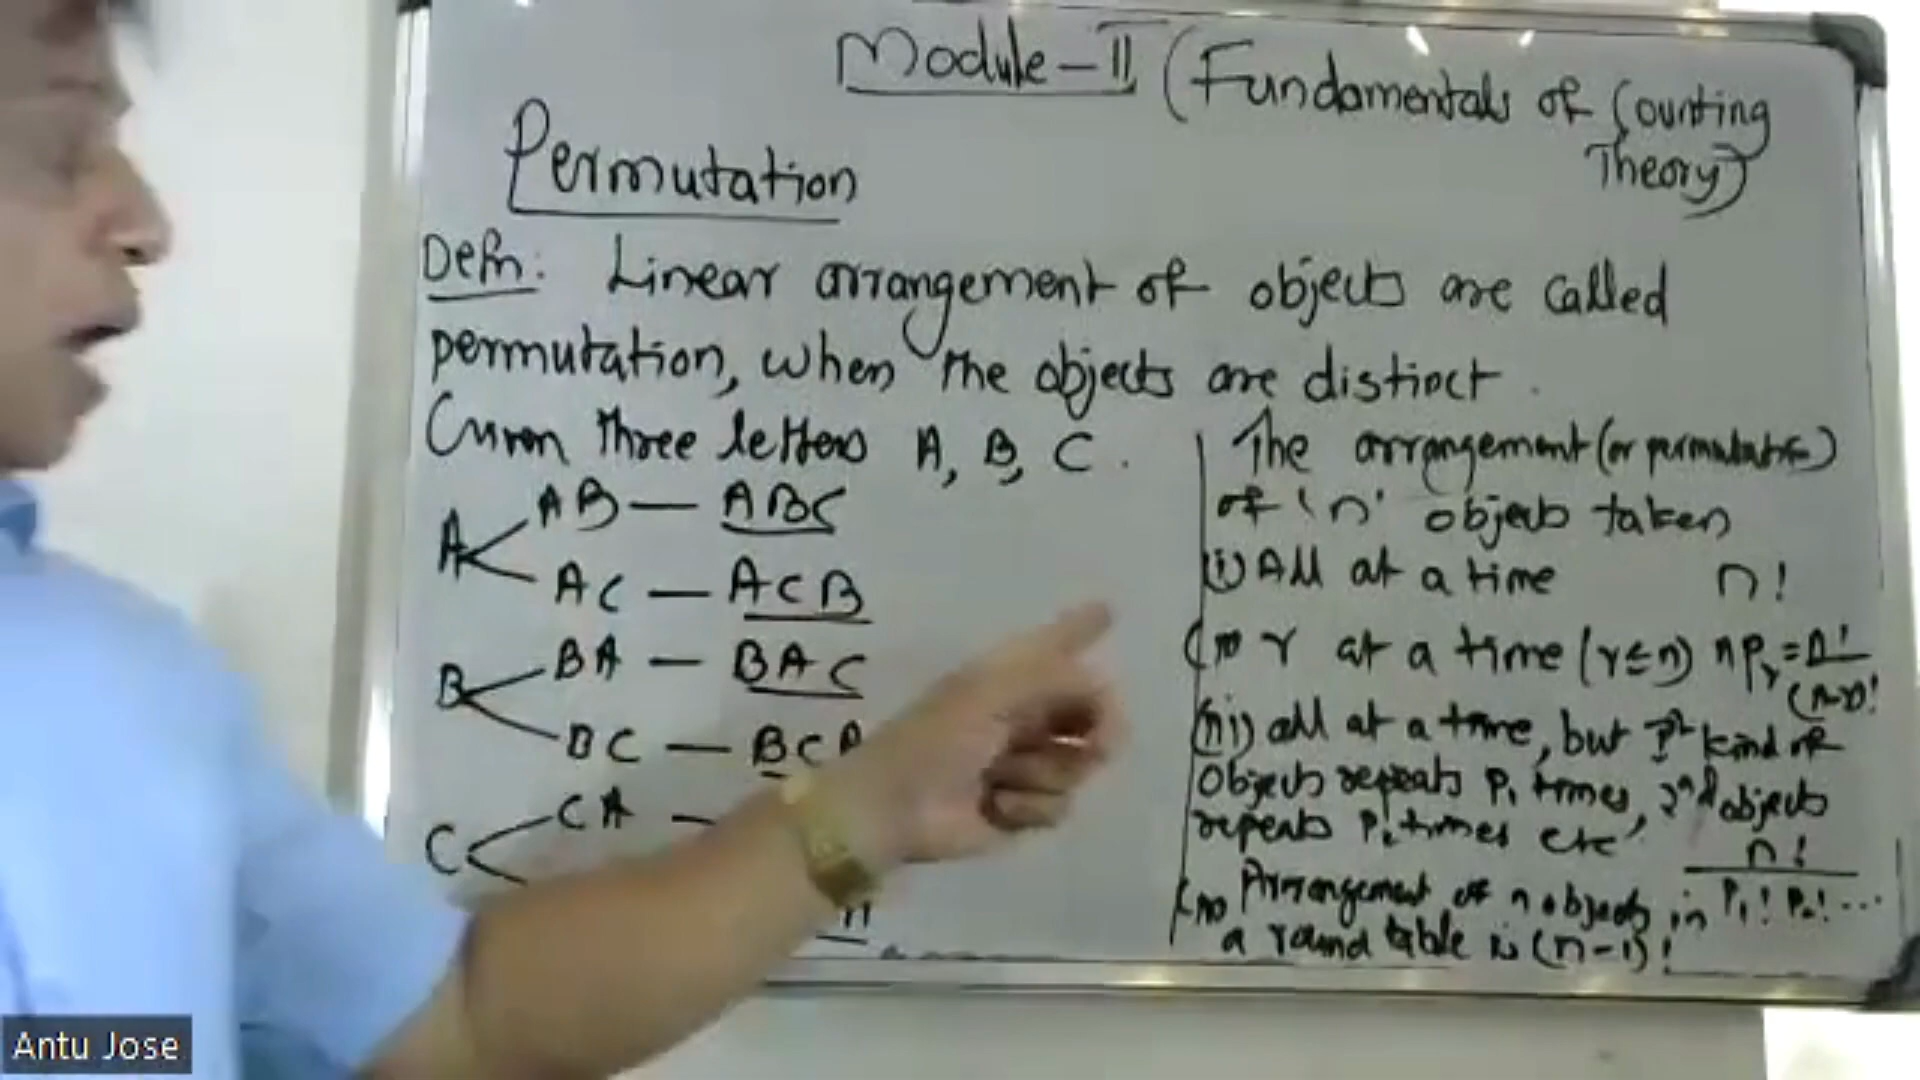 Module-II (Fundamentals of Counting
Theory)
Permutation
Defn: Linear arrangement of objects are called
permutation, when the objects are distinct.
Given three letters A, B, C.
A AB — ABC
AC — ACB
B BA — BAC
BC — BC
C CA —
The arrangement (or permutation)
of 'n' objects taken
(i) All at a time n!
(ii) r at a time (r≤n) nPr = n!/(n-r)!
(iii) all at a time, but 1st kind of
Objects repeats P1 times, 2nd objects
repeats P2 times etc n!/P1! P2! ...
(iv) Arrangement of n objects in
a round table is (n-1)!
Antu Jose